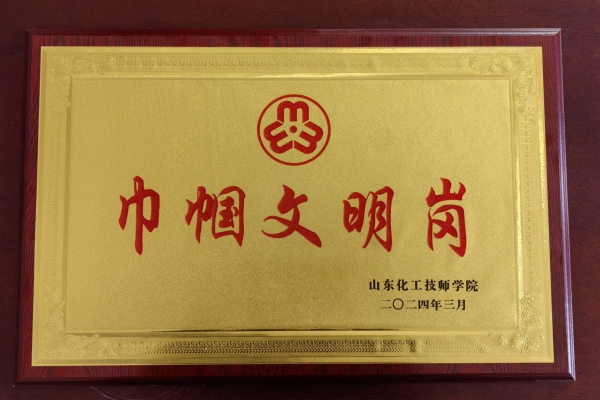 巾帼文明岗
山东化工技师学院
二〇二四年三月